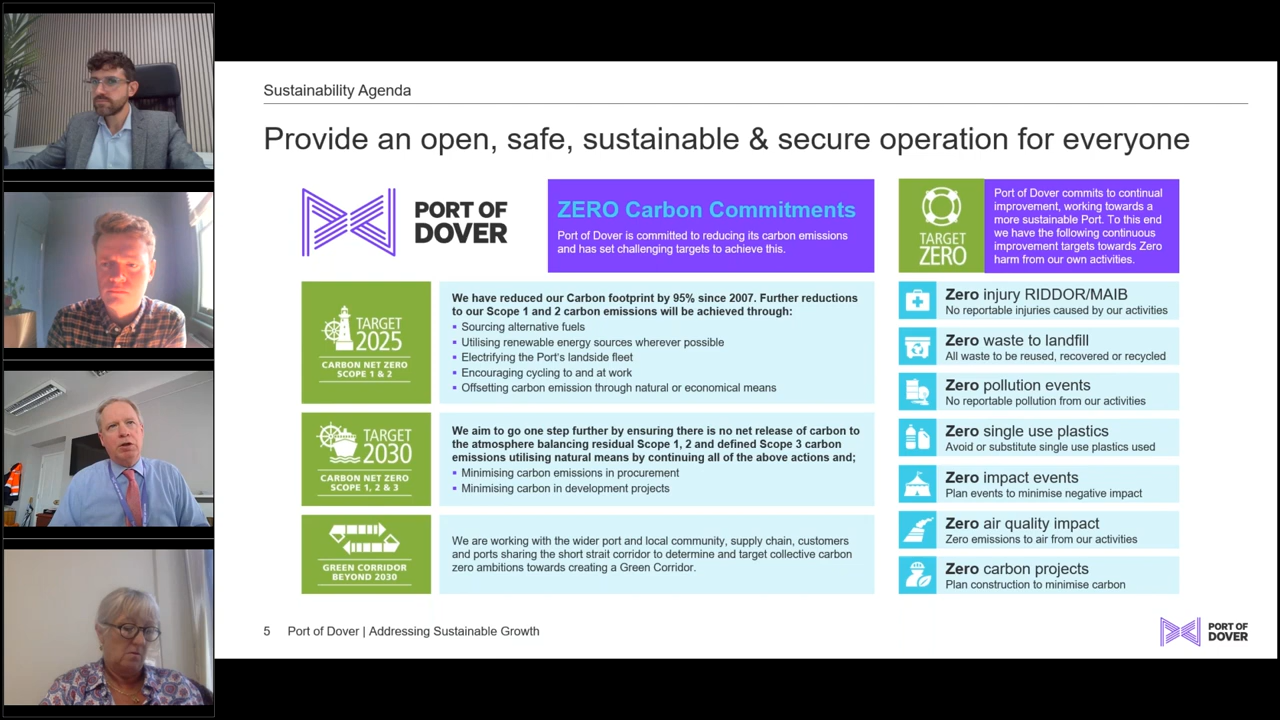 Sustainability Agenda
Provide an open, safe, sustainable & secure operation for everyone
PORT OF
DOVER
ZERO Carbon Commitments
Port of Dover is committed to reducing its carbon emissions
and has set challenging targets to achieve this.
TARGET
ZERO
Port of Dover commits to continual
improvement, working towards a
more sustainable Port. To this end
we have the following continuous
improvement targets towards Zero
harm from our own activities.
TARGET
2025
CARBON NET ZERO
SCOPE 1 & 2
We have reduced our Carbon footprint by 95% since 2007. Further reductions
to our Scope 1 and 2 carbon emissions will be achieved through:
▪ Sourcing alternative fuels
▪ Utilising renewable energy sources wherever possible
▪ Electrifying the Port's landside fleet
▪ Encouraging cycling to and at work
▪ Offsetting carbon emission through natural or economical means
TARGET
2030
CARBON NET ZERO
SCOPE 1, 2 & 3
We aim to go one step further by ensuring there is no net release of carbon to
the atmosphere balancing residual Scope 1, 2 and defined Scope 3 carbon
emissions utilising natural means by continuing all of the above actions and;
▪ Minimising carbon emissions in procurement
▪ Minimising carbon in development projects
GREEN CORRIDOR
BEYOND 2030
We are working with the wider port and local community, supply chain, customers
and ports sharing the short strait corridor to determine and target collective carbon
zero ambitions towards creating a Green Corridor.
Zero injury RIDDOR/MAIB
No reportable injuries caused by our activities
Zero waste to landfill
All waste to be reused, recovered or recycled
Zero pollution events
No reportable pollution from our activities
Zero single use plastics
Avoid or substitute single use plastics used
Zero impact events
Plan events to minimise negative impact
Zero air quality impact
Zero emissions to air from our activities
Zero carbon projects
Plan construction to minimise carbon
5 Port of Dover | Addressing Sustainable Growth
PORT OF
DOVER